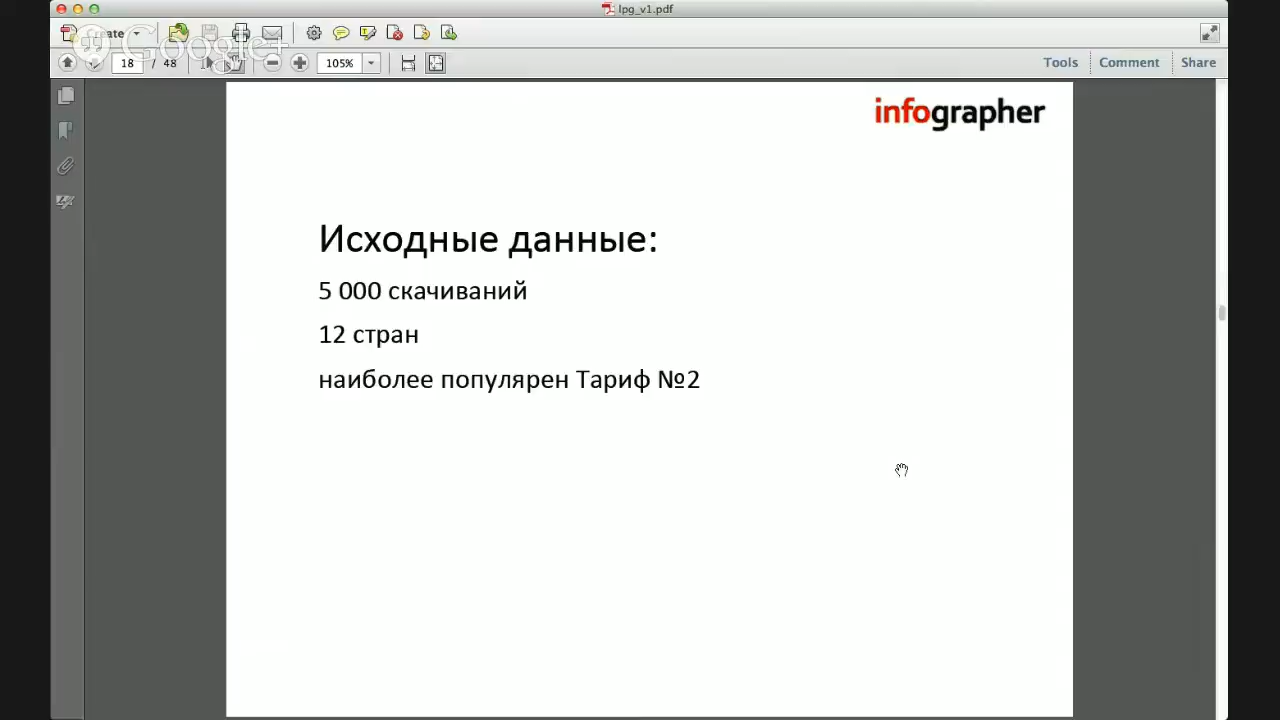 lpg_v1.pdf
Google+
18 / 48
105%
Tools
Comment
Share
infographer
Исходные данные:
5 000 скачиваний
12 стран
наиболее популярен Тариф №2